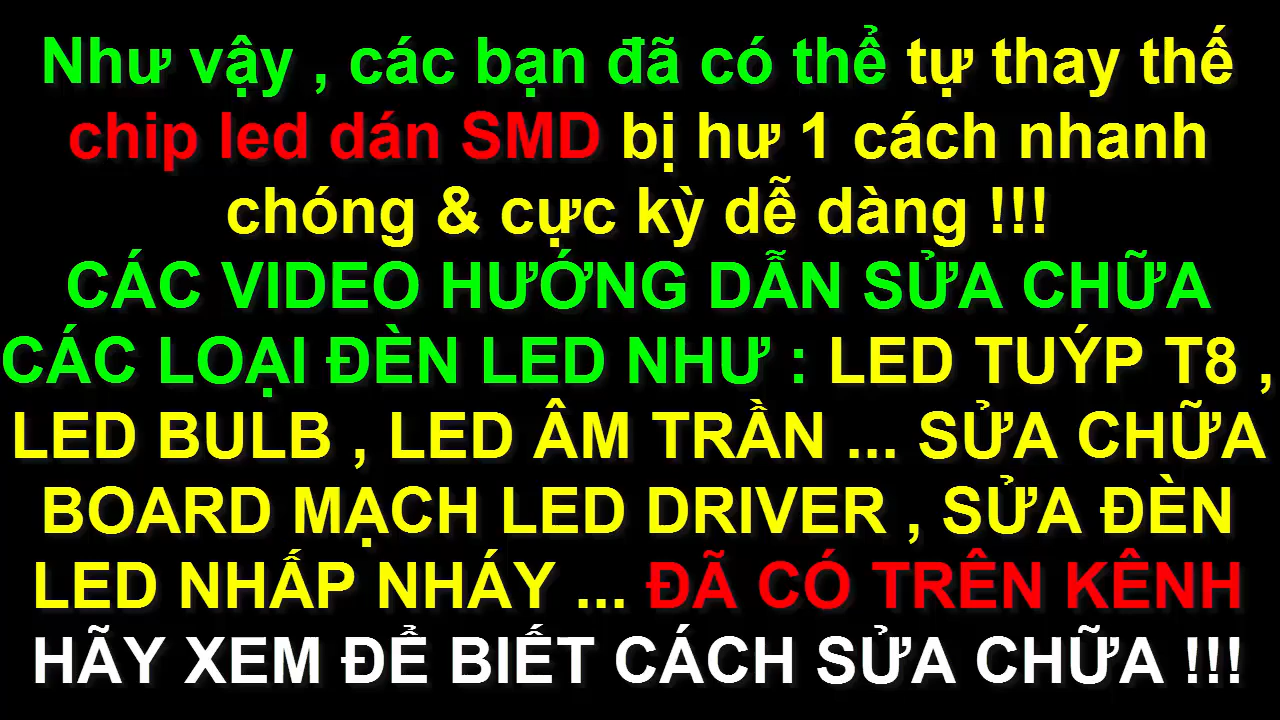 Như vậy , các bạn đã có thể tự thay thế
chip led dán SMD bị hư 1 cách nhanh
chóng & cực kỳ dễ dàng !!!
CÁC VIDEO HƯỚNG DẪN SỬA CHỮA
CÁC LOẠI ĐÈN LED NHƯ : LED TUÝP T8 ,
LED BULB , LED ÂM TRẦN ... SỬA CHỮA
BOARD MẠCH LED DRIVER , SỬA ĐÈN
LED NHẤP NHÁY ... ĐÃ CÓ TRÊN KÊNH
HÃY XEM ĐỂ BIẾT CÁCH SỬA CHỮA !!!